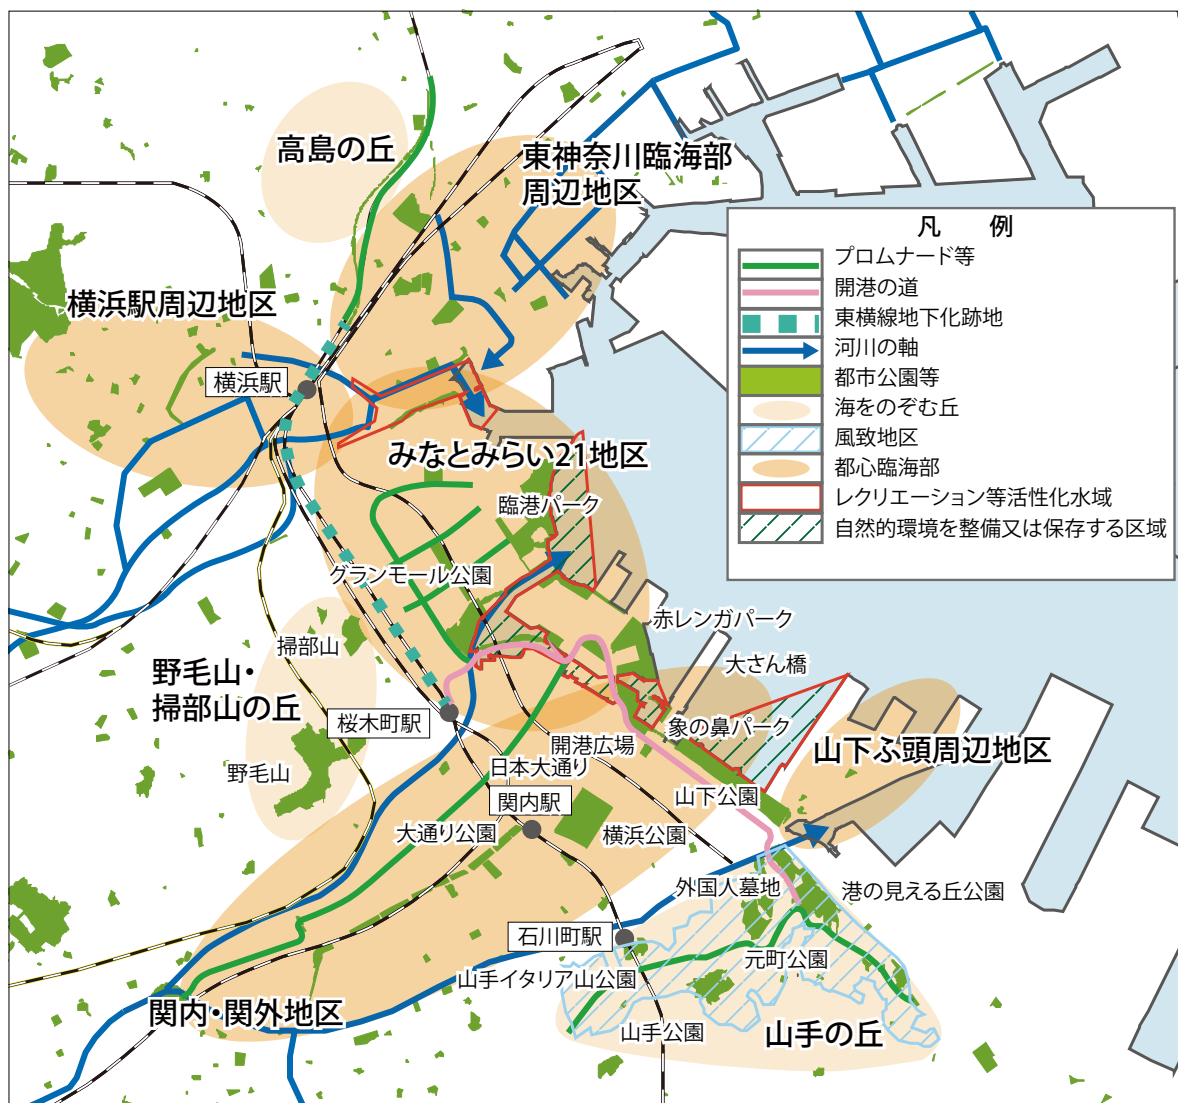 高島の丘
東神奈川臨海部
周辺地区
凡 例
プロムナード等
開港の道
東横線地下化跡地
河川の軸
都市公園等
海をのぞむ丘
風致地区
都心臨海部
レクリエーション等活性化水域
自然的環境を整備又は保存する区域
横浜駅周辺地区
横浜駅
みなとみらい21地区
臨港パーク
グランモール公園
赤レンガパーク
掃部山
大さん橋
野毛山・
掃部山の丘
桜木町駅
象の鼻パーク
開港広場
山下ふ頭周辺地区
日本大通り
野毛山
山下公園
関内駅
大通り公園
横浜公園
外国人墓地
港の見える丘公園
石川町駅
元町公園
山手イタリア山公園
関内・関外地区
山手公園
山手の丘